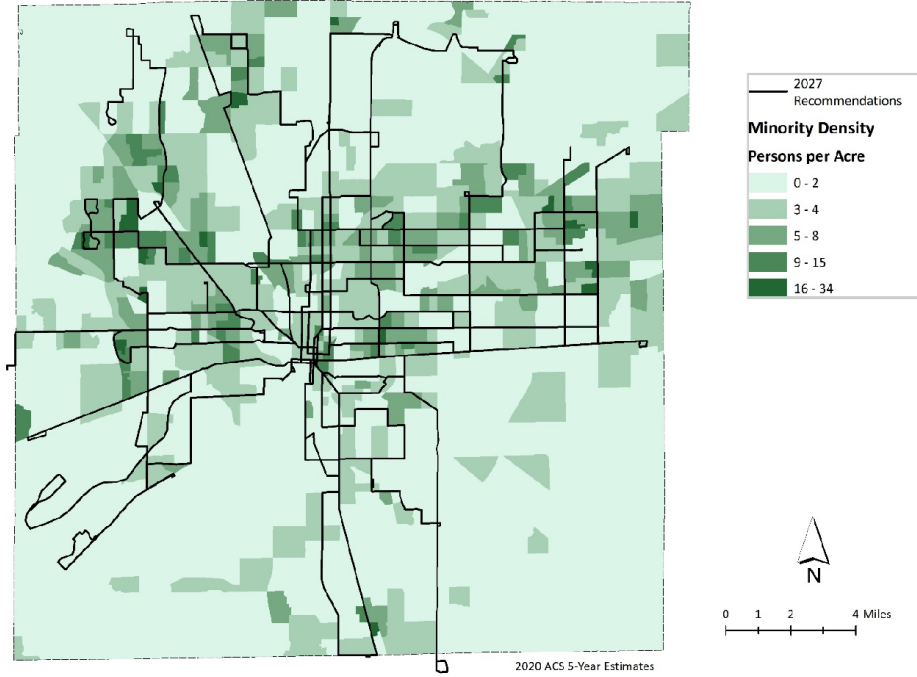 2027
Recommendations
Minority Density
Persons per Acre
0 - 2
3 - 4
5 - 8
9 - 15
16 - 34
N
0 1 2 4 Miles
2020 ACS 5-Year Estimates